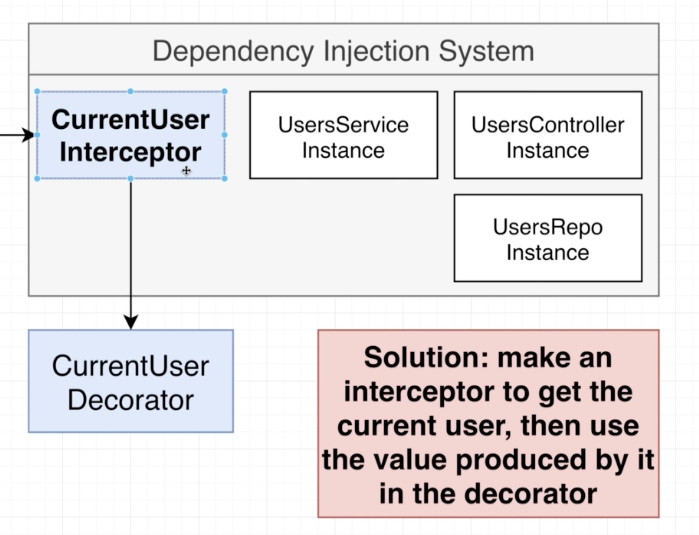 Dependency Injection System
CurrentUser
Interceptor
UsersService
Instance
UsersController
Instance
UsersRepo
Instance
CurrentUser
Decorator
Solution: make an
interceptor to get the
current user, then use
the value produced by it
in the decorator